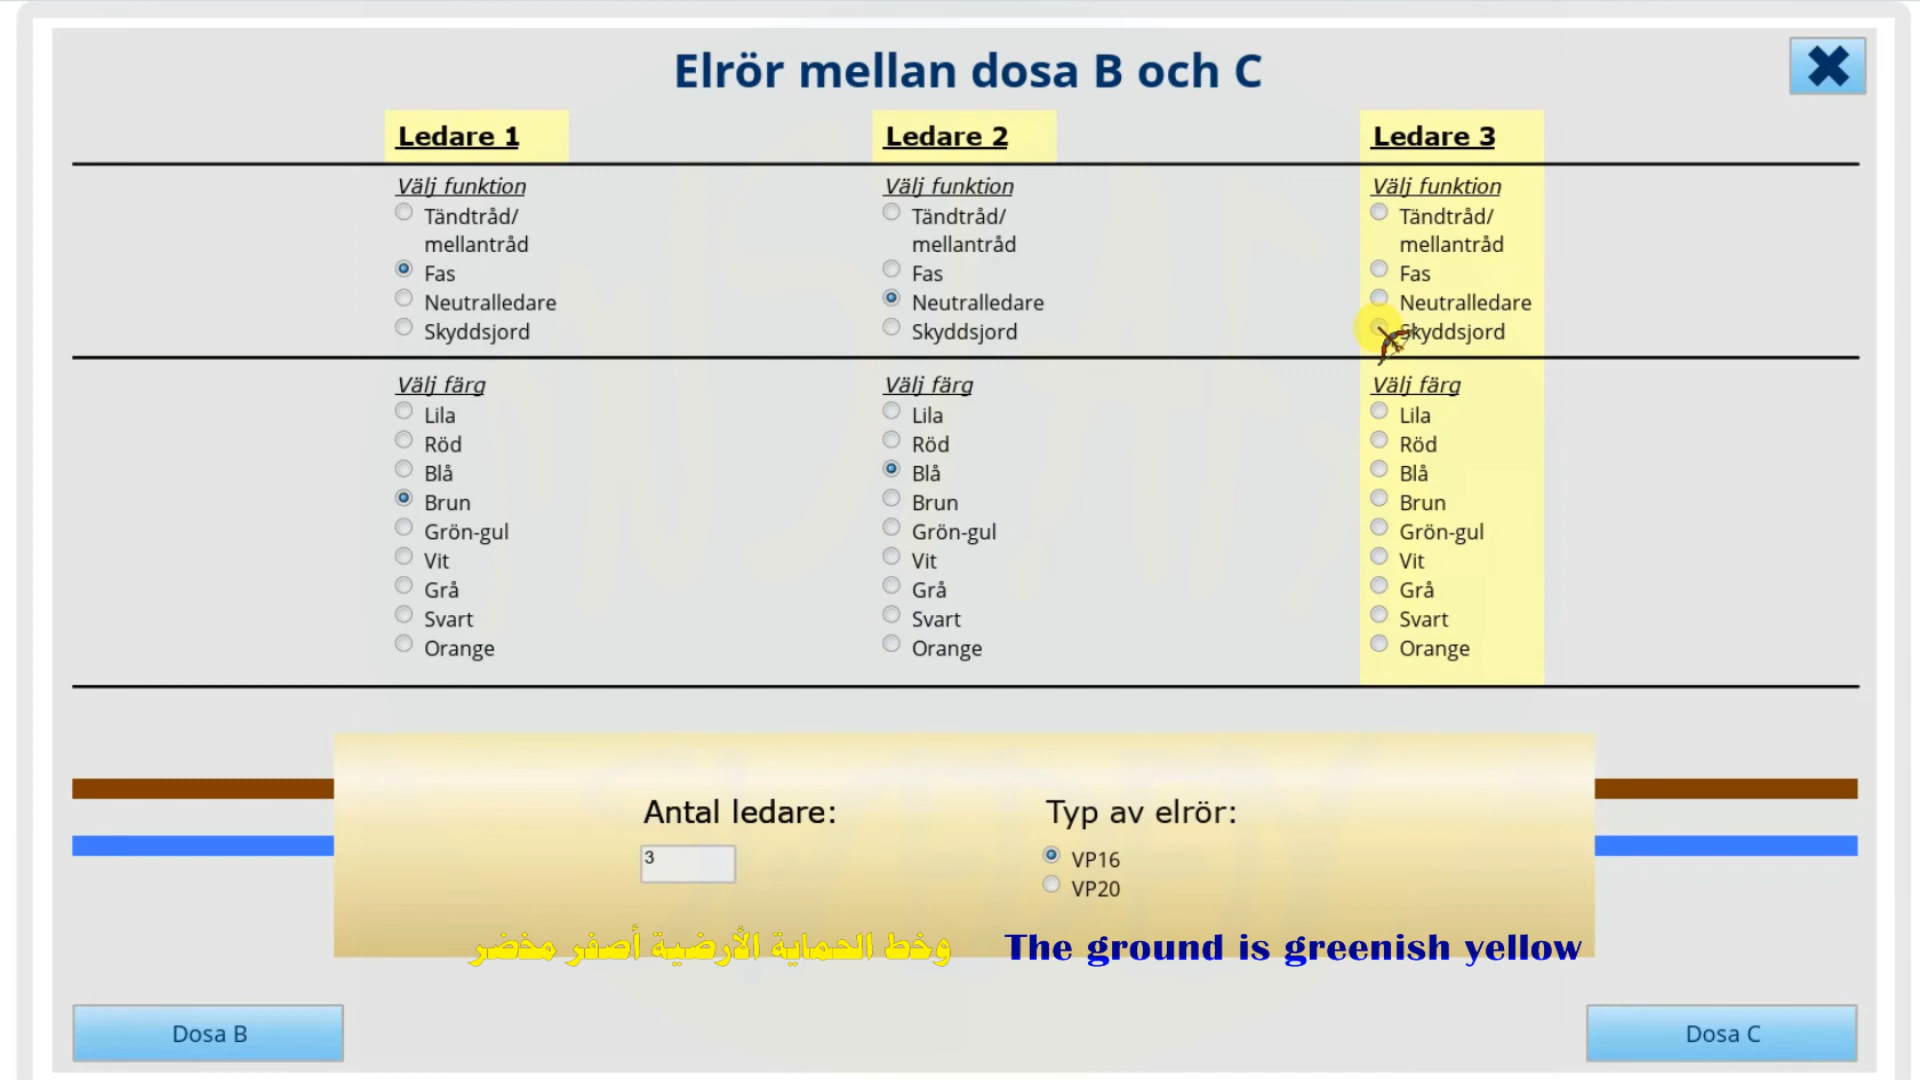 Elrör mellan dosa B och C
Ledare 1
Välj funktion
Tändtråd/
mellantråd
Fas
Neutralledare
Skyddsjord
Välj färg
Lila
Röd
Blå
Brun
Grön-gul
Vit
Grå
Svart
Orange
Ledare 2
Välj funktion
Tändtråd/
mellantråd
Fas
Neutralledare
Skyddsjord
Välj färg
Lila
Röd
Blå
Brun
Grön-gul
Vit
Grå
Svart
Orange
Ledare 3
Välj funktion
Tändtråd/
mellantråd
Fas
Neutralledare
Skyddsjord
Välj färg
Lila
Röd
Blå
Brun
Grön-gul
Vit
Grå
Svart
Orange
Antal ledare:
3
Typ av elrör:
VP16
VP20
وخط الحماية الأرضية أصفر مخضر
The ground is greenish yellow
Dosa B
Dosa C